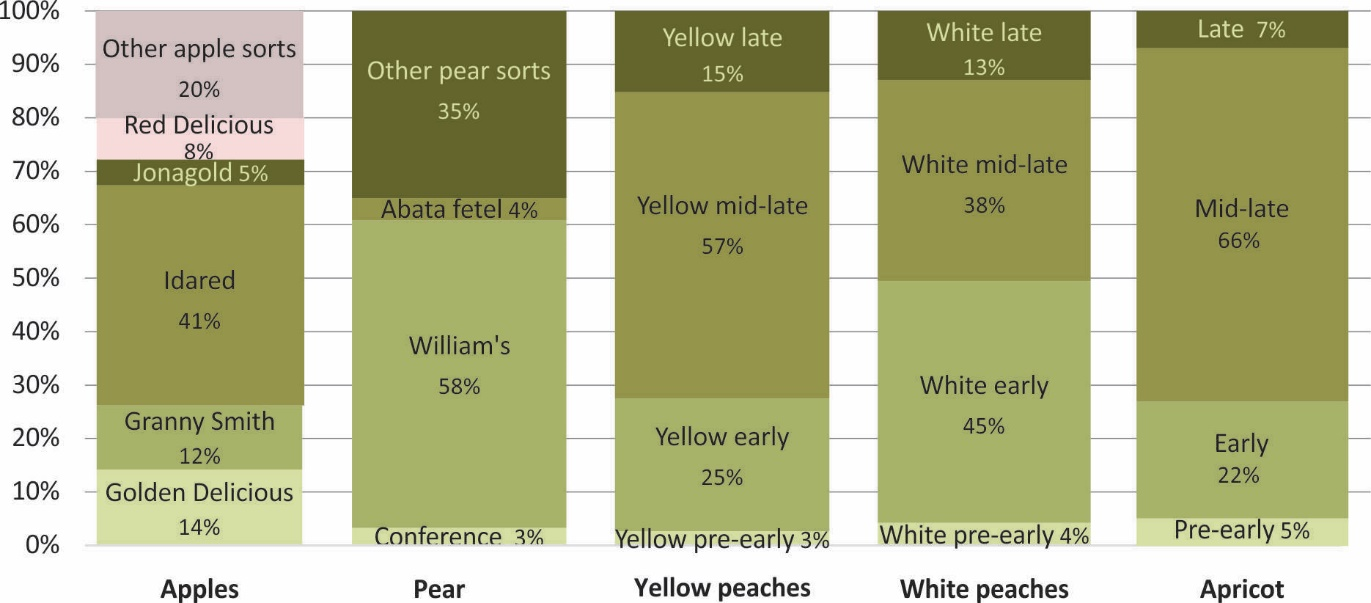 100%
90%
80%
70%
60%
50%
40%
30%
20%
10%
0%
Other apple sorts
20%
Red Delicious
8%
Jonagold 5%
Idared
41%
Granny Smith
12%
Golden Delicious
14%
Apples
Other pear sorts
35%
Abata fetel 4%
William's
58%
Conference 3%
Pear
Yellow late
15%
Yellow mid-late
57%
Yellow early
25%
Yellow pre-early 3%
Yellow peaches
White late
13%
White mid-late
38%
White early
45%
White pre-early 4%
White peaches
Late 7%
Mid-late
66%
Early
22%
Pre-early 5%
Apricot